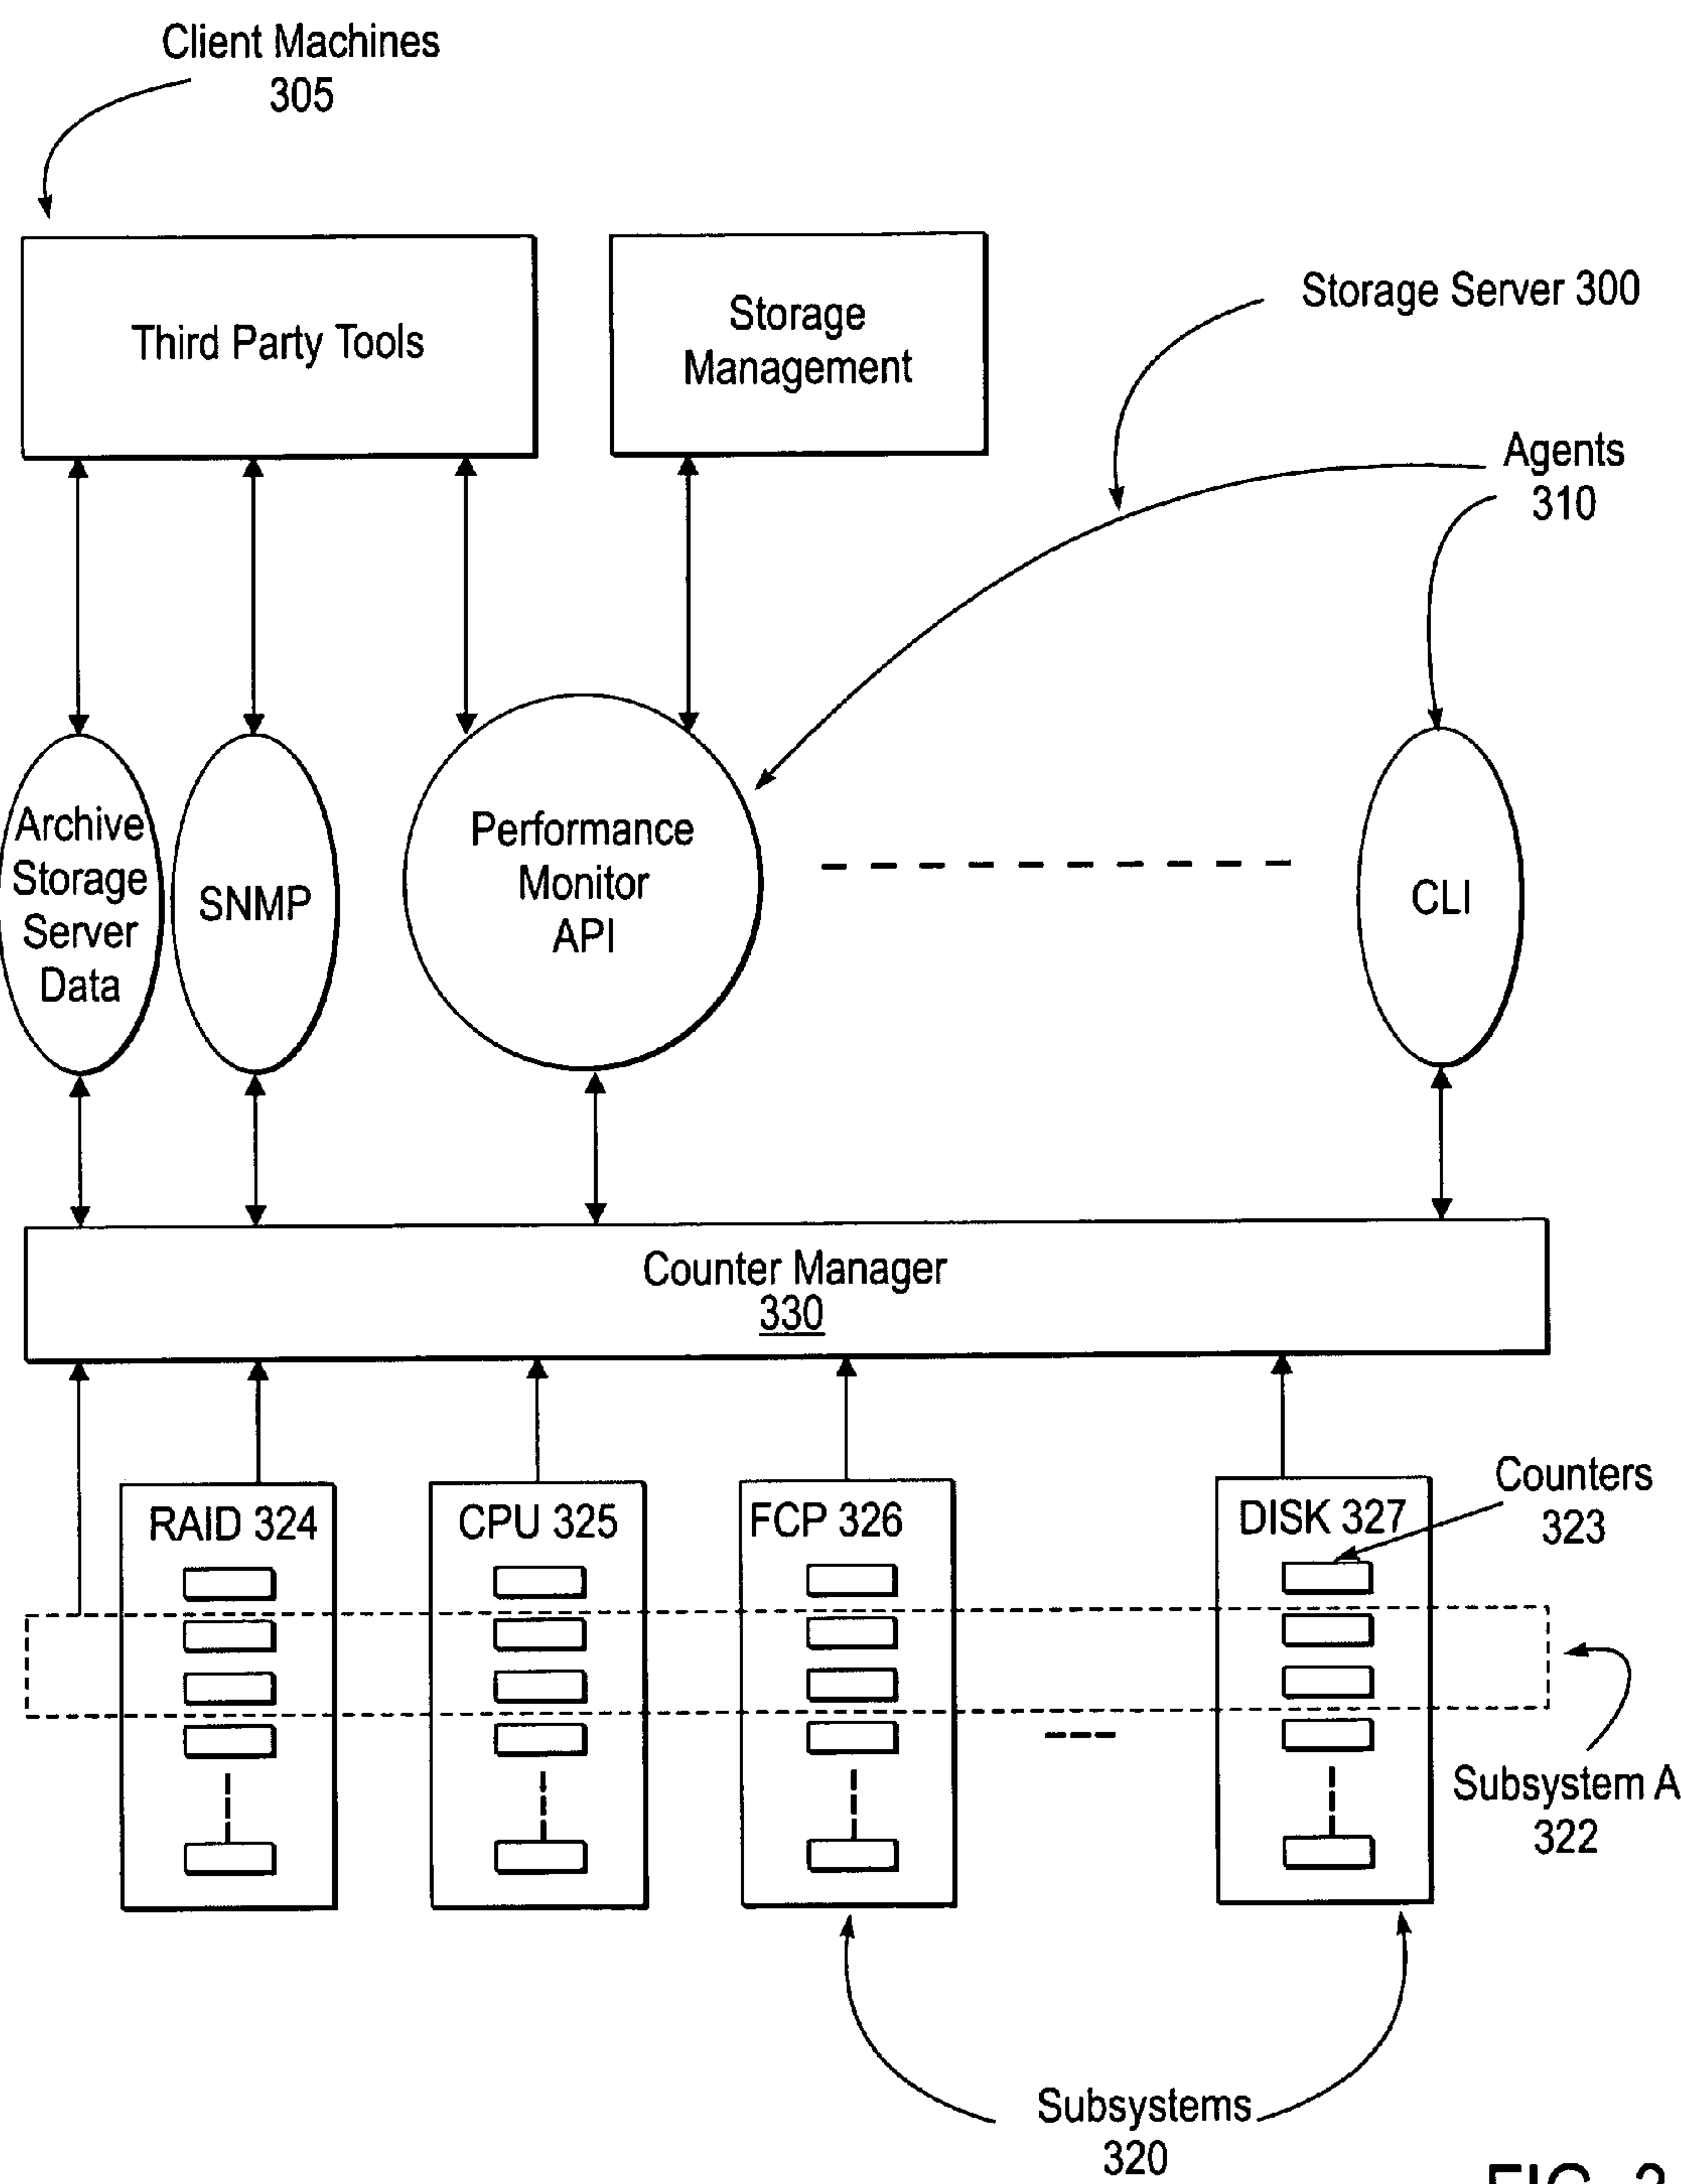 Client Machines
305
Third Party Tools
Storage
Management
Storage Server 300
Agents
310
Archive
Storage
Server
Data
SNMP
Performance
Monitor
API
CLI
Counter Manager
330
RAID 324
CPU 325
FCP 326
DISK 327
Counters
323
Subsystem A
322
Subsystems
320